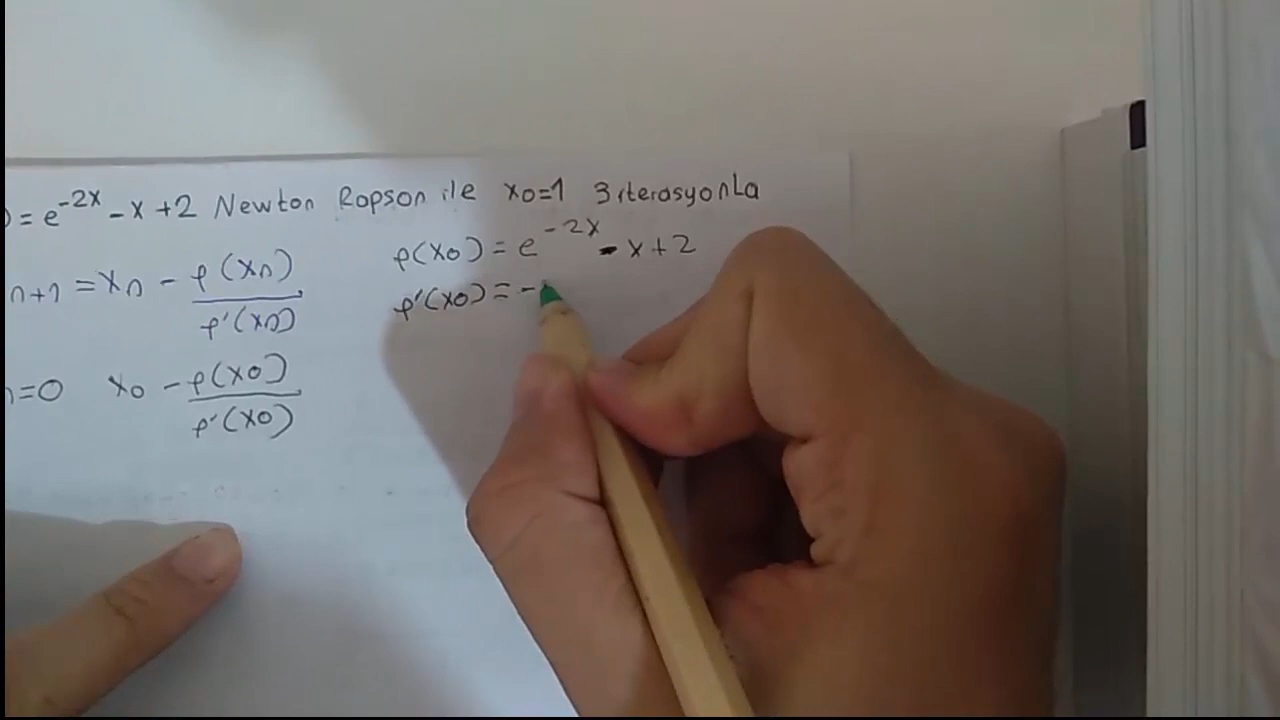 ) = e^-2x - x + 2 Newton Ropson ile x0=1 3 iterasyonla
n+1 = xn - f(xn) / f'(xn)
f(x0) = e^-2x - x + 2
f'(x0) = -
n=0 x0 - f(x0) / f'(x0)